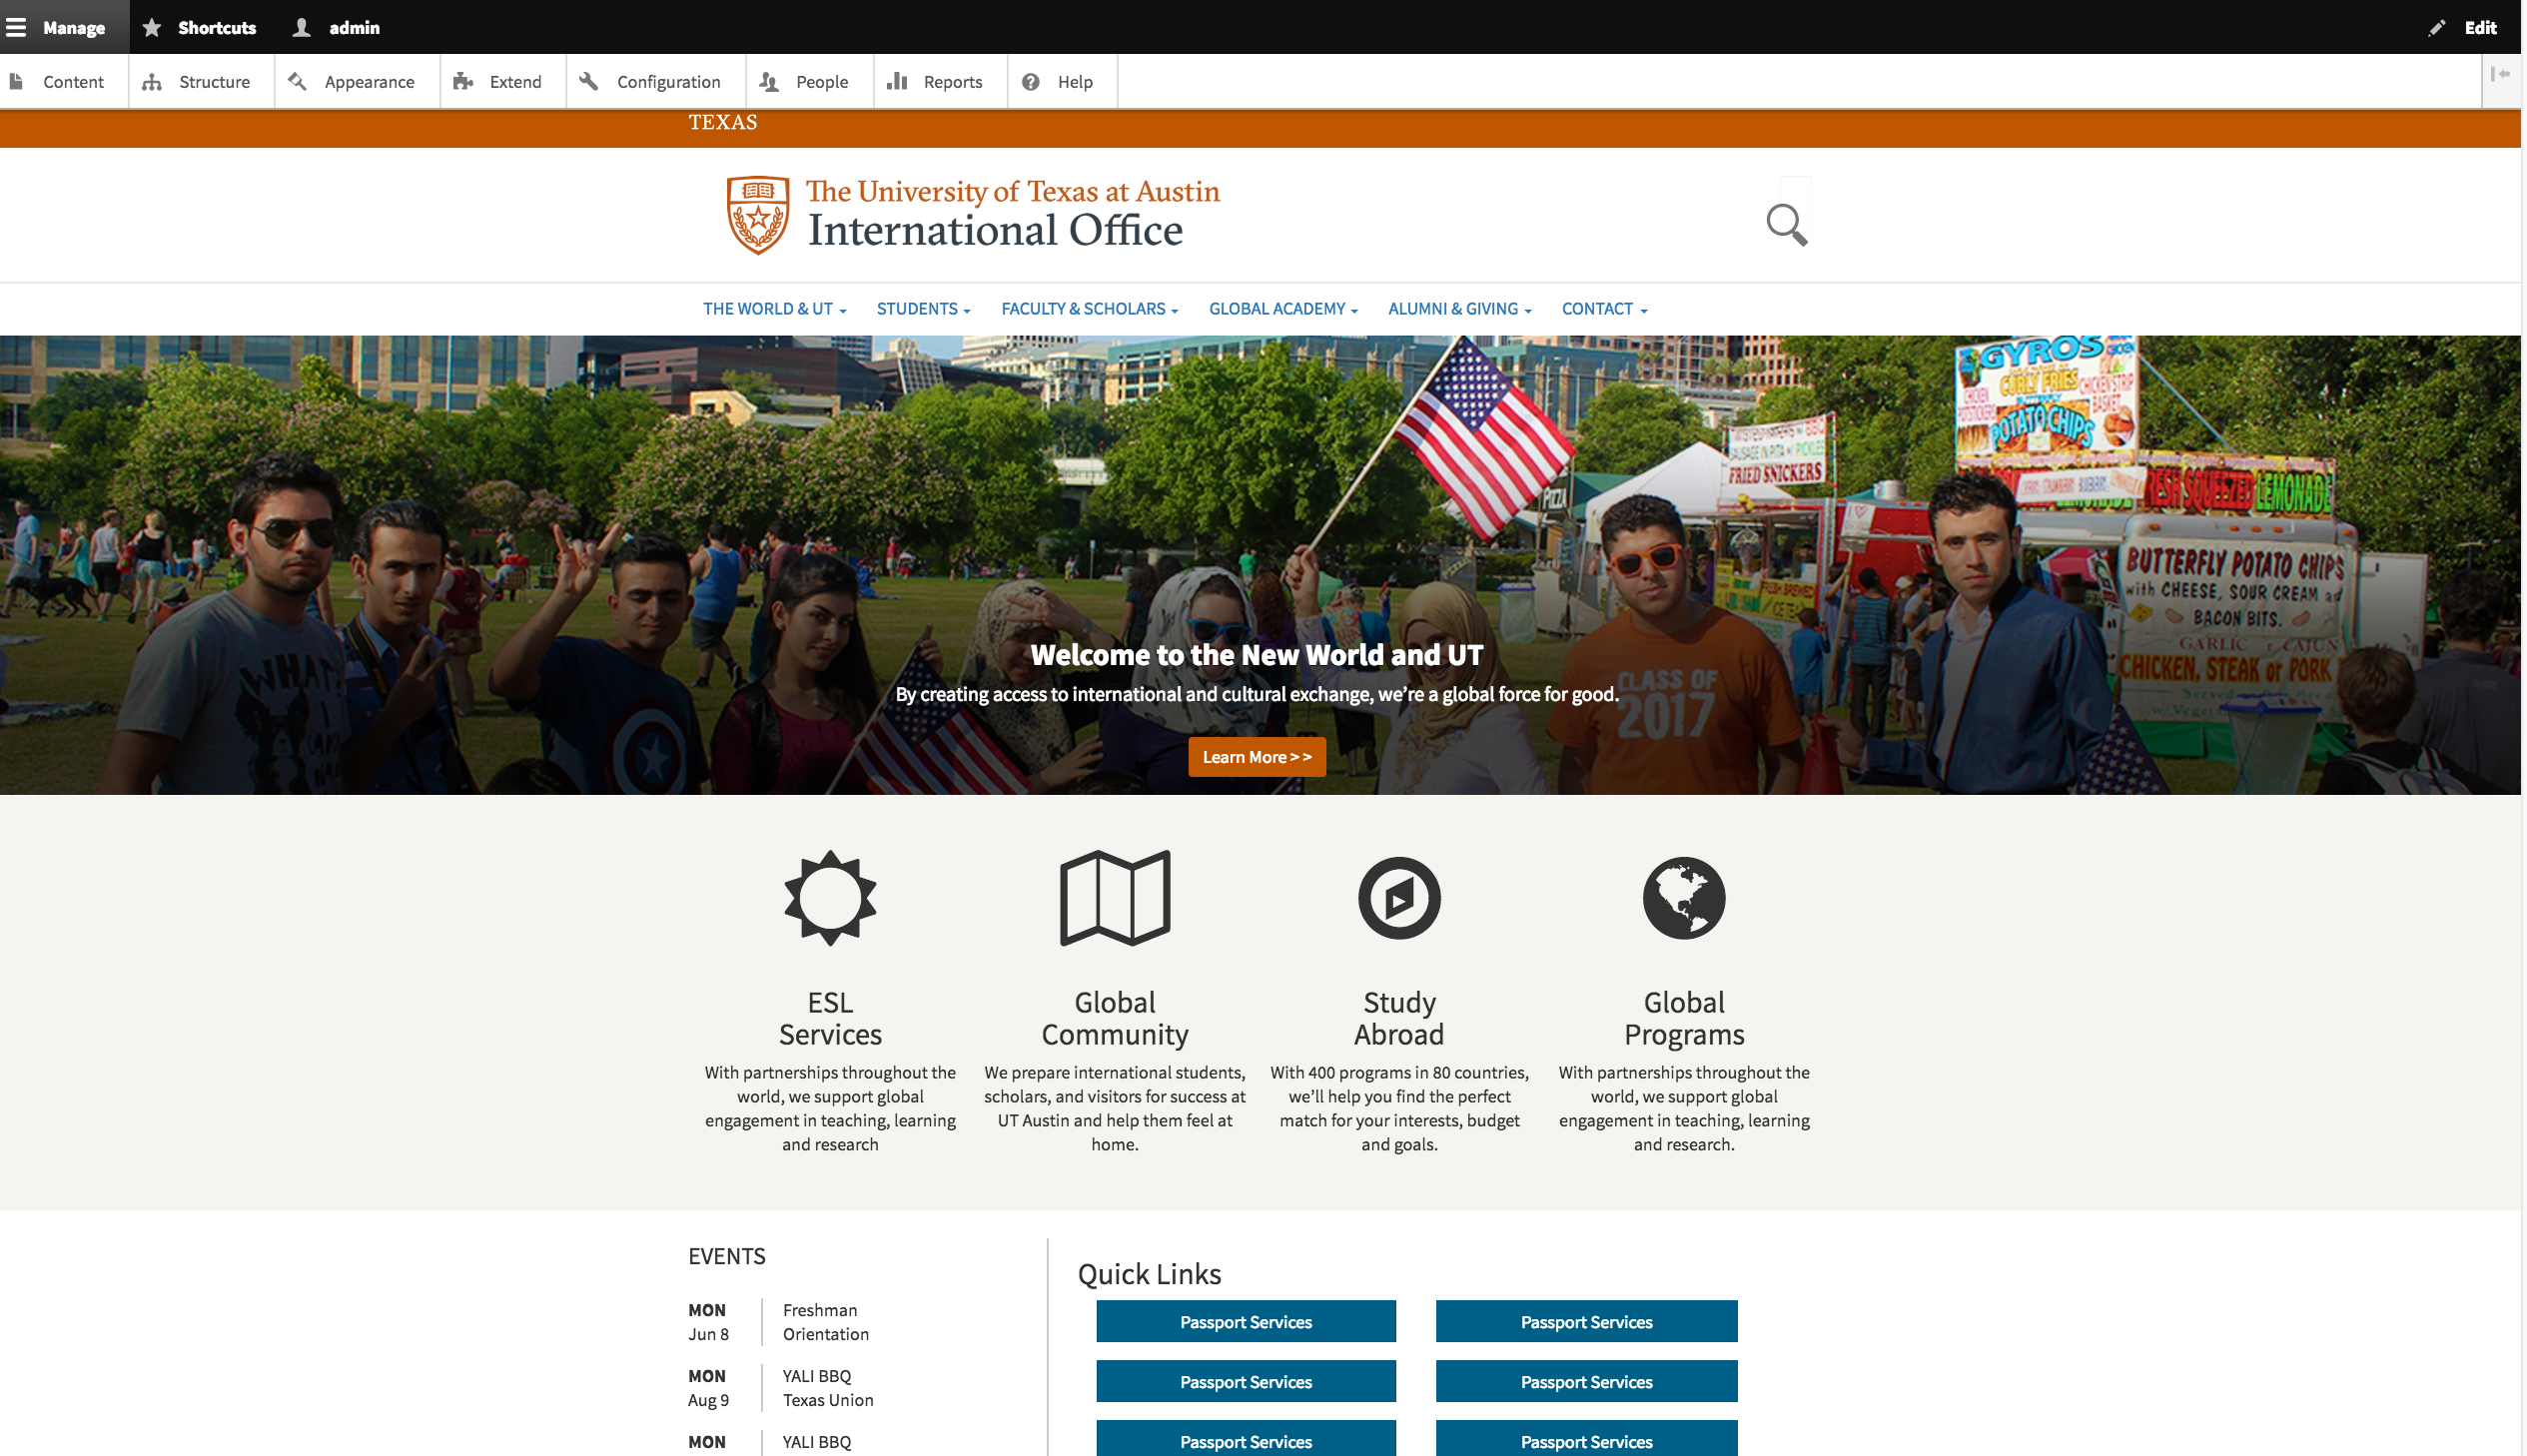 Manage Shortcuts admin Edit
Content Structure Appearance Extend Configuration People Reports Help
TEXAS
The University of Texas at Austin
International Office
THE WORLD & UT STUDENTS FACULTY & SCHOLARS GLOBAL ACADEMY ALUMNI & GIVING CONTACT
GYROS
CURLY FRIES
CHICKEN STRIP
BASKET
CHICKEN
POTATO CHIPS
SAUSAGE IN PITA
FRIED SNICKERS
PIZZA
FRESH SQUEEZED LEMONADE
BUTTERFLY POTATO CHIPS
with CHEESE, SOUR CREAM
BACON BITS.
GARLIC CAJUN
CHICKEN, STEAK or PORK
WHAT
CLASS OF
2017
Welcome to the New World and UT
By creating access to international and cultural exchange, we’re a global force for good.
Learn More >>
ESL
Services
With partnerships throughout the
world, we support global
engagement in teaching, learning
and research
Global
Community
We prepare international students,
scholars, and visitors for success at
UT Austin and help them feel at
home.
Study
Abroad
With 400 programs in 80 countries,
we’ll help you find the perfect
match for your interests, budget
and goals.
Global
Programs
With partnerships throughout the
world, we support global
engagement in teaching, learning
and research.
EVENTS
MON Freshman
Jun 8 Orientation
MON YALI BBQ
Aug 9 Texas Union
MON YALI BBQ
Quick Links
Passport Services Passport Services
Passport Services Passport Services
Passport Services Passport Services